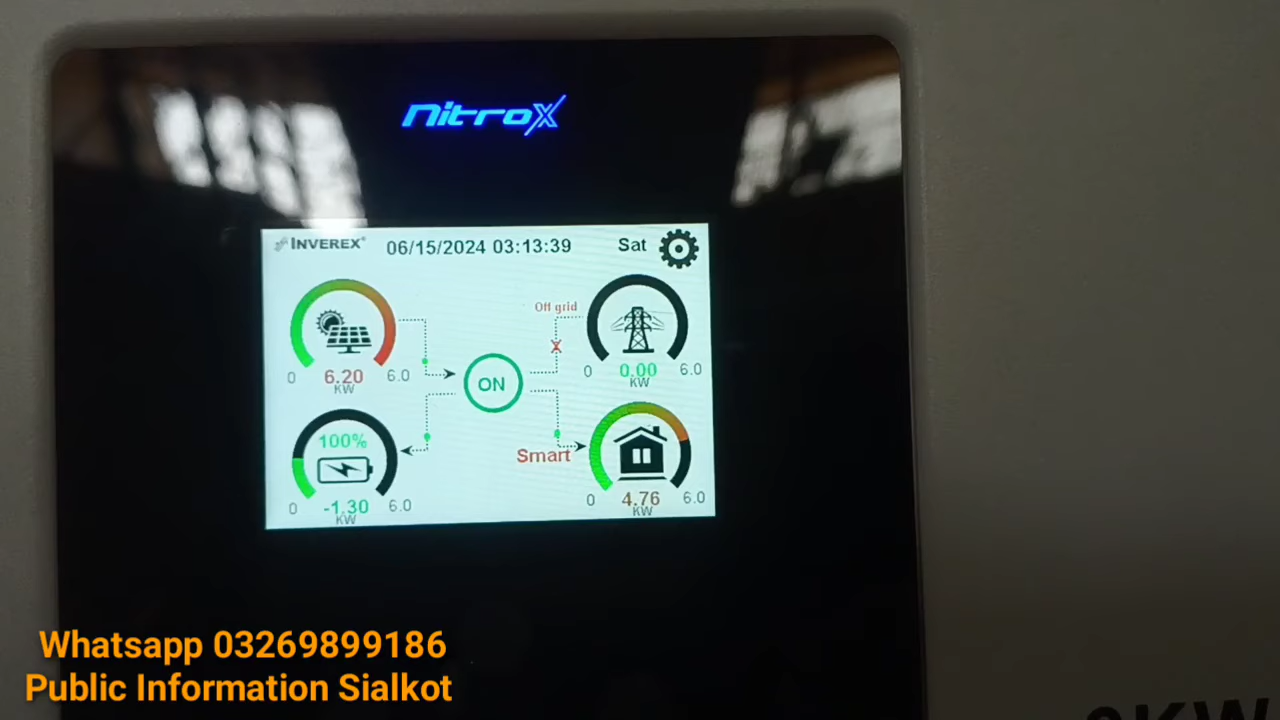 nitrox
INVEREX® 06/15/2024 03:13:39 Sat
Off grid
X
0 6.20 6.0
KW
0 0.00 6.0
KW
ON
100%
Smart
0 -1.30 6.0
KW
0 4.76 6.0
KW
Whatsapp 03269899186
Public Information Sialkot